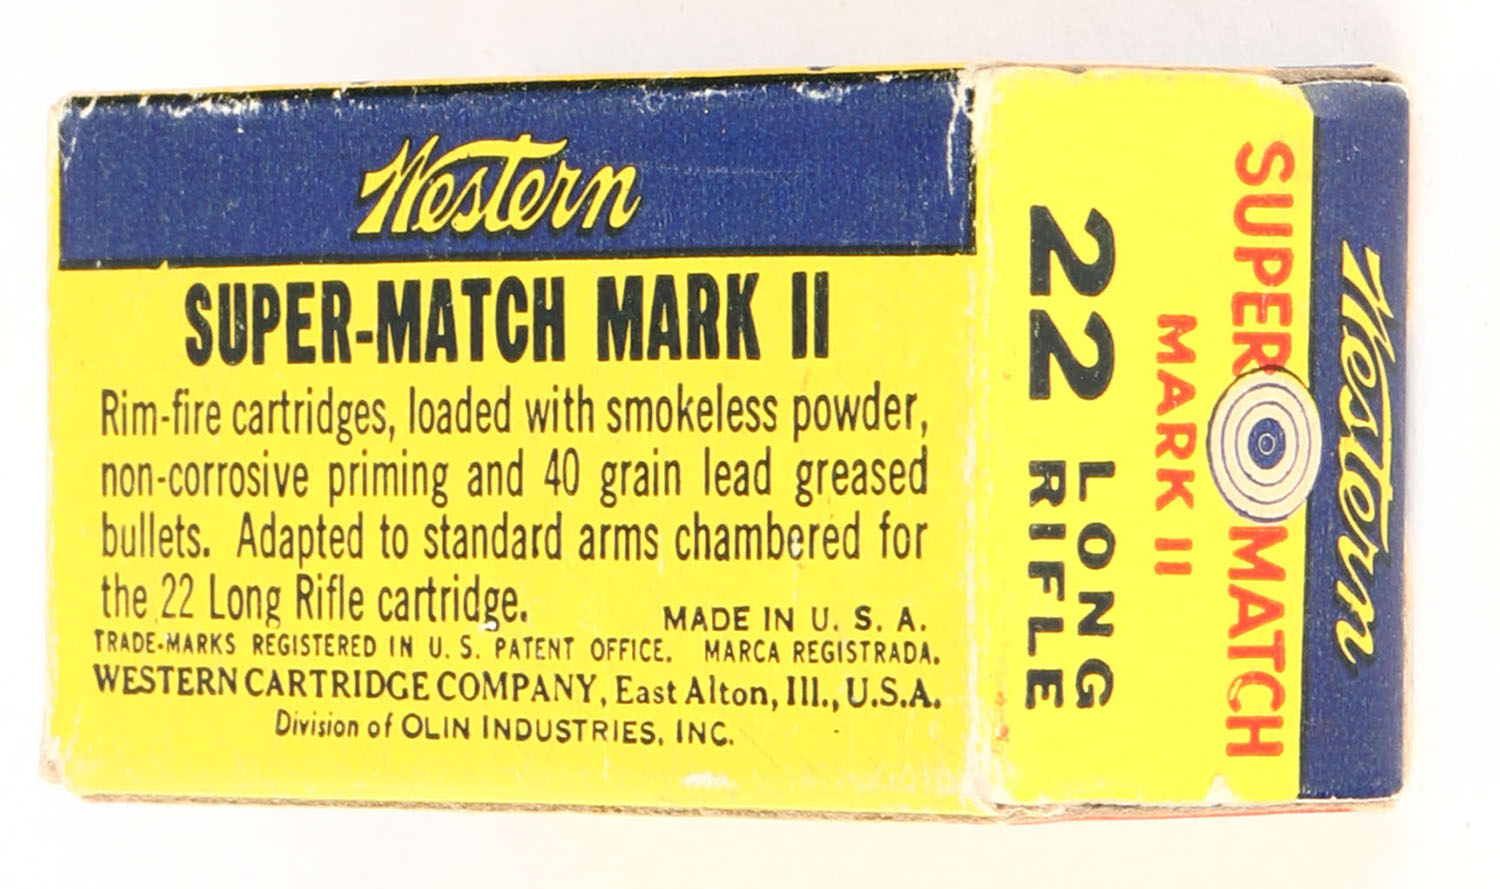 Western
SUPER-MATCH MARK II
Rim-fire cartridges, loaded with smokeless powder,
non-corrosive priming and 40 grain lead greased
bullets. Adapted to standard arms chambered for
the 22 Long Rifle cartridge.
MADE IN U. S. A.
TRADE-MARKS REGISTERED IN U. S. PATENT OFFICE. MARCA REGISTRADA.
WESTERN CARTRIDGE COMPANY, East Alton, Ill., U.S.A.
Division of OLIN INDUSTRIES, INC.
Western
SUPER MATCH
MARK II
22 LONG
RIFLE